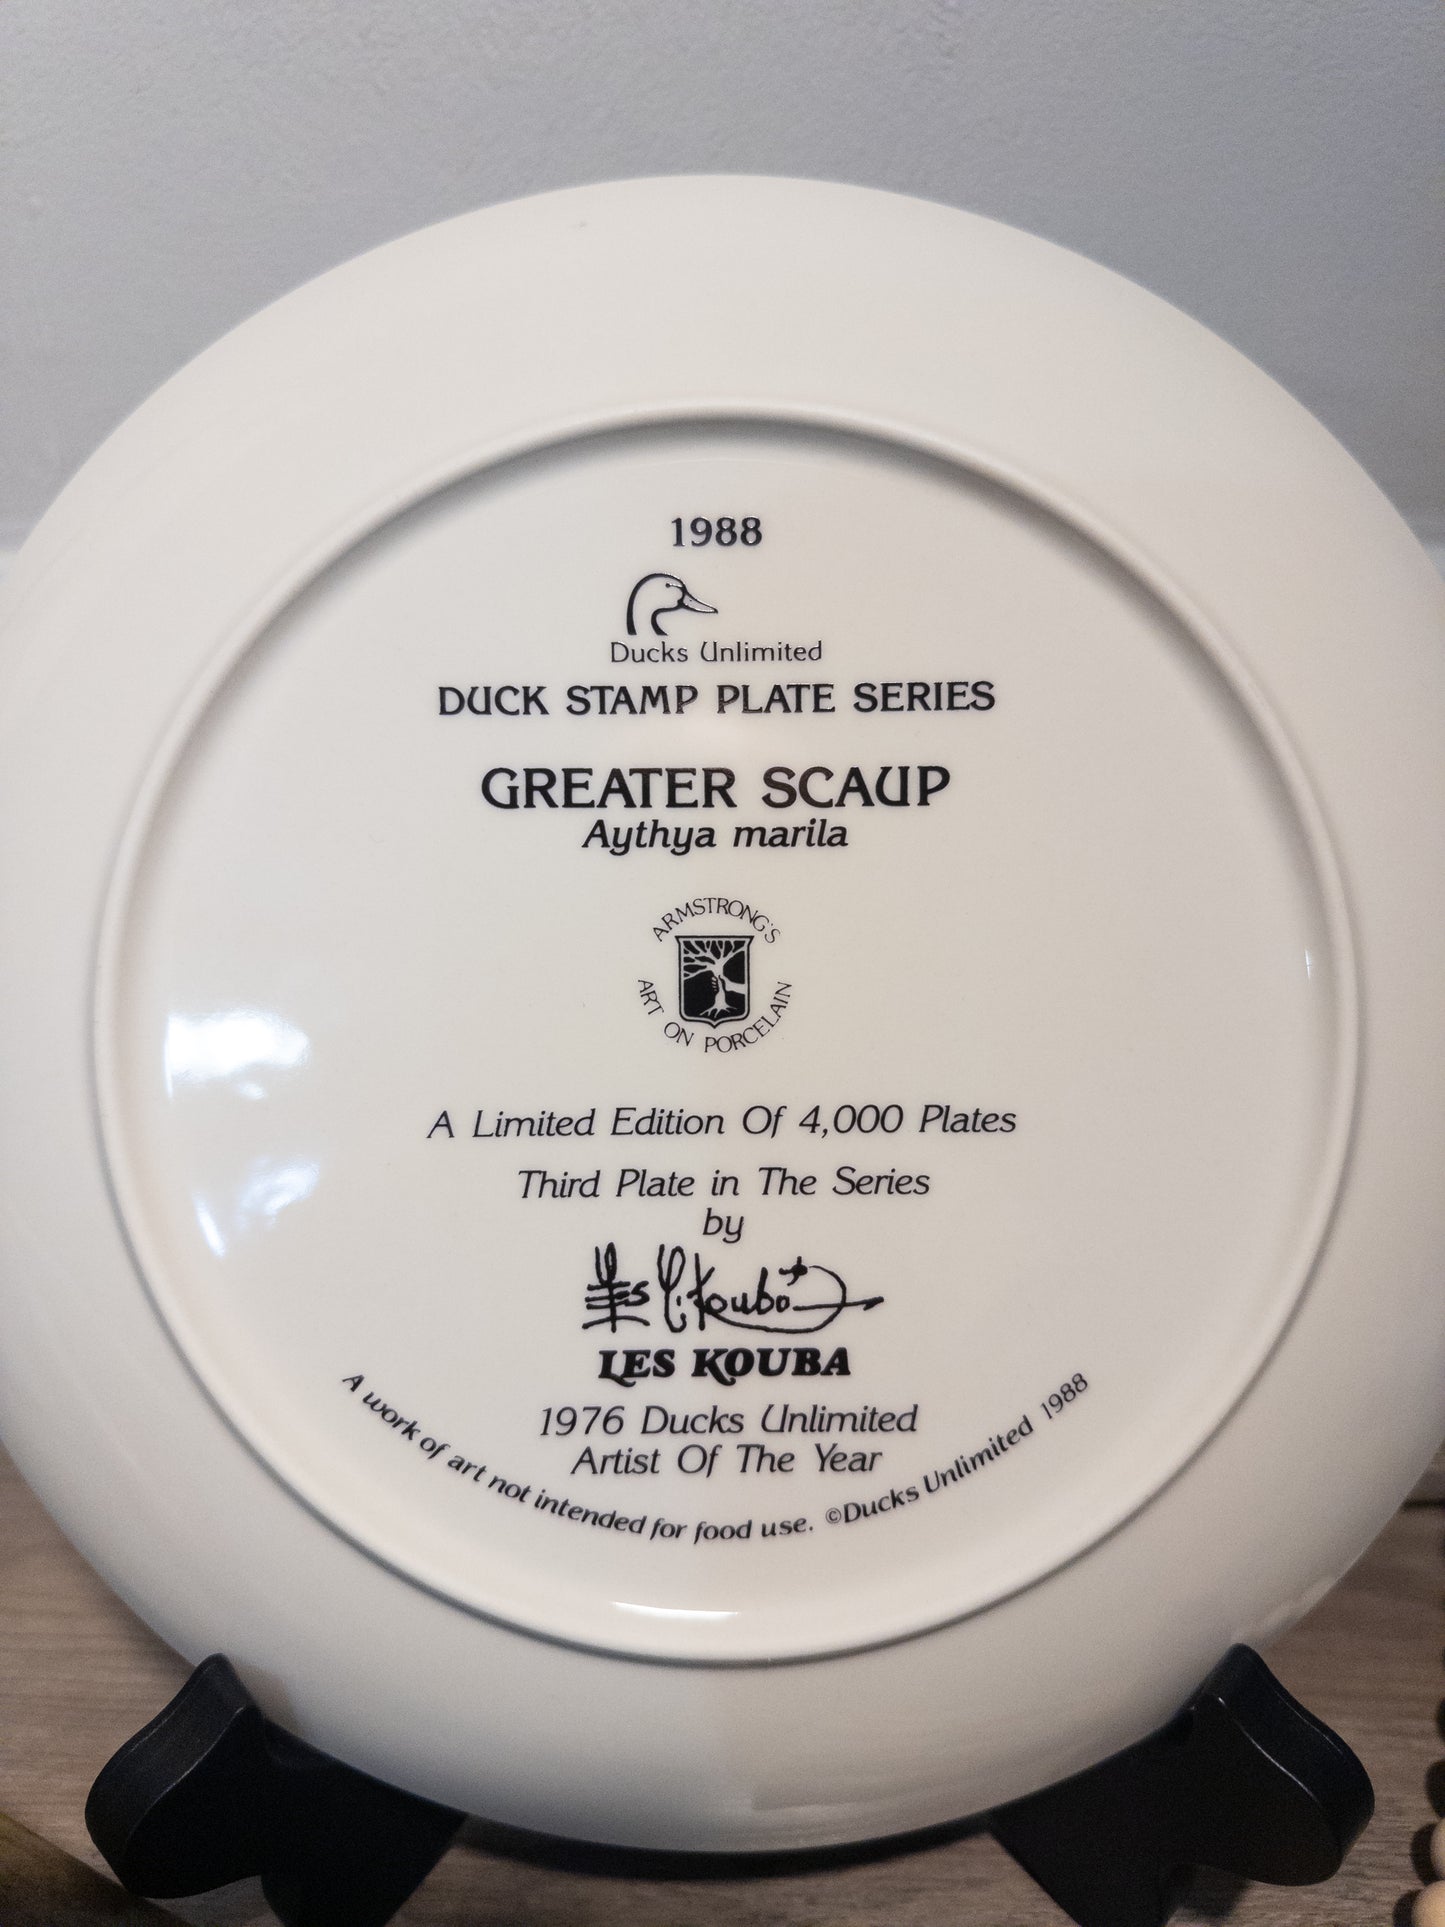 1988
Ducks Unlimited
DUCK STAMP PLATE SERIES
GREATER SCAUP
Aythya marila
ARMSTRONG'S
ART ON PORCELAIN
A Limited Edition Of 4,000 Plates
Third Plate in The Series
by
Les C. Kouba
LES KOUBA
1976 Ducks Unlimited
Artist Of The Year
A work of art not intended for food use. ©Ducks Unlimited 1988